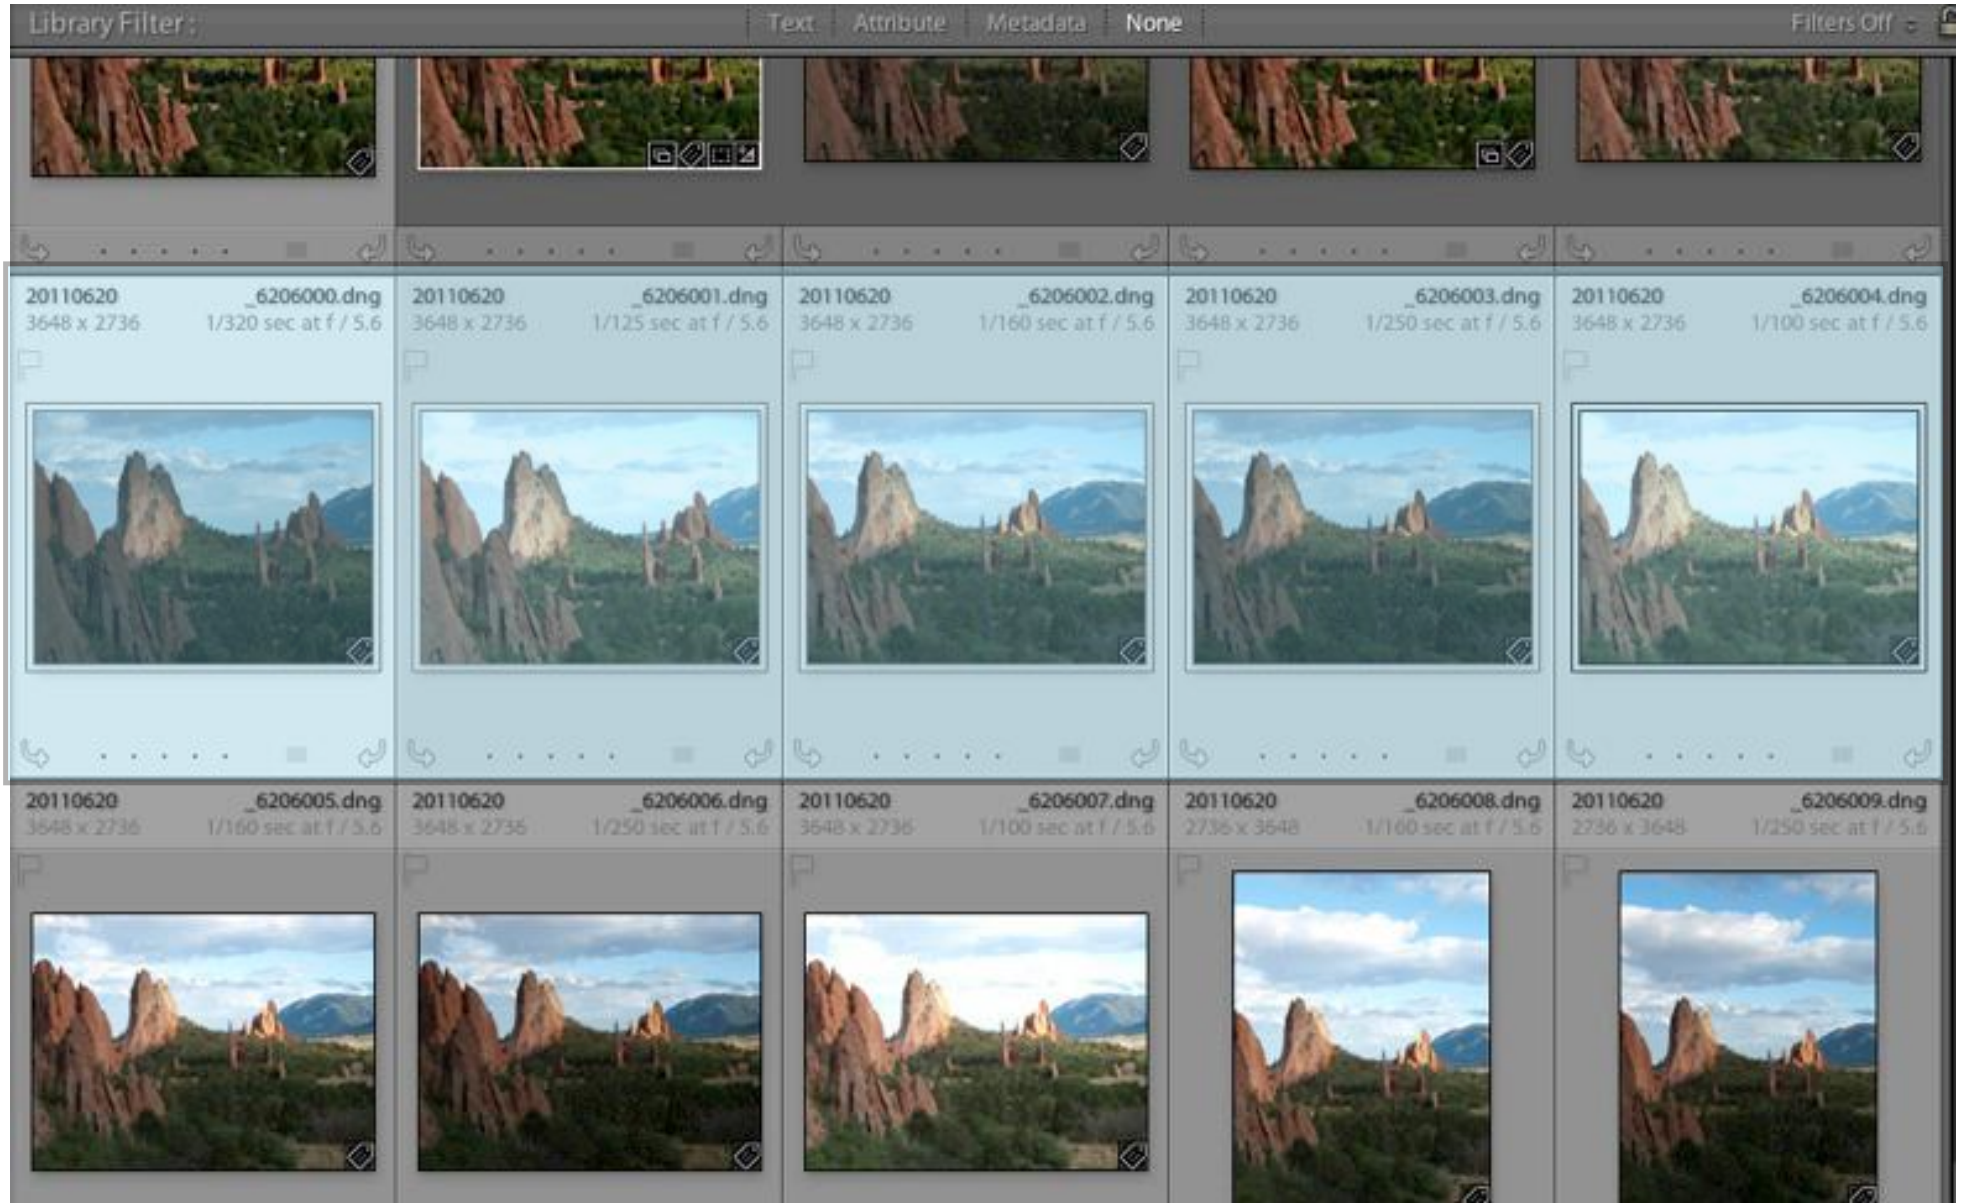 Library Filter :
Text Attribute Metadata None
Filters Off
20110620 _6206000.dng
3648 x 2736 1/320 sec at f / 5.6
20110620 _6206001.dng
3648 x 2736 1/125 sec at f / 5.6
20110620 _6206002.dng
3648 x 2736 1/160 sec at f / 5.6
20110620 _6206003.dng
3648 x 2736 1/250 sec at f / 5.6
20110620 _6206004.dng
3648 x 2736 1/100 sec at f / 5.6
20110620 _6206005.dng
3648 x 2736 1/160 sec at f / 5.6
20110620 _6206006.dng
3648 x 2736 1/250 sec at f / 5.6
20110620 _6206007.dng
3648 x 2736 1/100 sec at f / 5.6
20110620 _6206008.dng
2736 x 3648 1/160 sec at f / 5.6
20110620 _6206009.dng
2736 x 3648 1/250 sec at f / 5.6